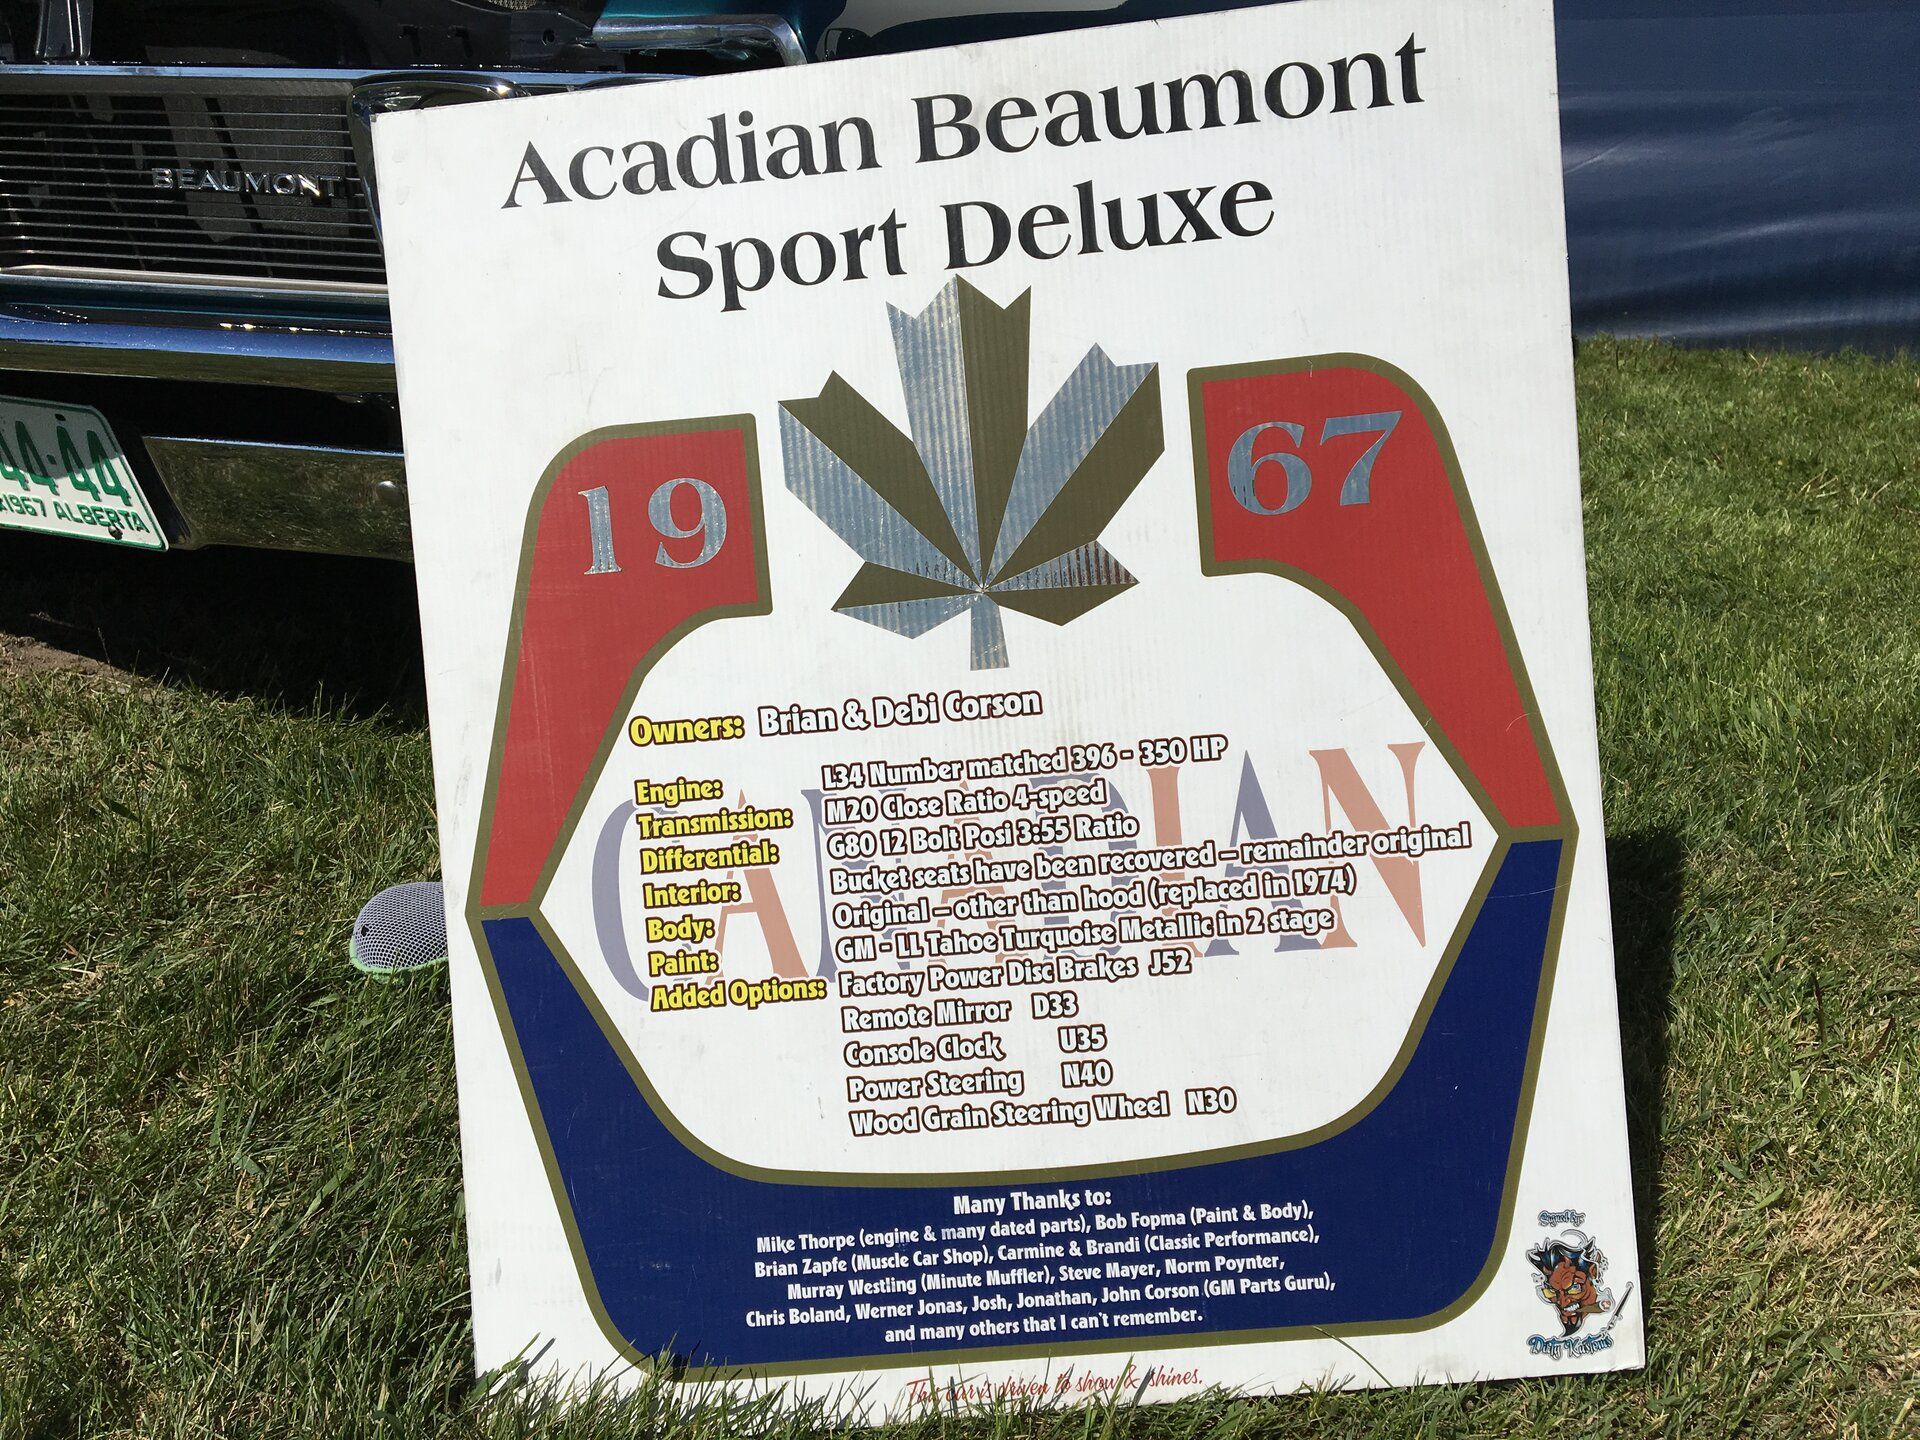 Acadian Beaumont
Sport Deluxe
BEAUMONT
19 67
44·44
1967 ALBERTA
CANADIAN
Owners: Brian & Debi Corson
Engine: L34 Number matched 396 - 350 HP
Transmission: M20 Close Ratio 4-speed
Differential: G80 12 Bolt Posi 3:55 Ratio
Interior: Bucket seats have been recovered – remainder original
Body: Original – other than hood (replaced in 1974)
Paint: GM - LL Tahoe Turquoise Metallic in 2 stage
Added Options: Factory Power Disc Brakes J52
Remote Mirror D33
Console Clock U35
Power Steering N40
Wood Grain Steering Wheel N30
Many Thanks to:
Mike Thorpe (engine & many dated parts), Bob Fopma (Paint & Body),
Brian Zapfe (Muscle Car Shop), Carmine & Brandi (Classic Performance),
Murray Westling (Minute Muffler), Steve Mayer, Norm Poynter,
Chris Boland, Werner Jonas, Josh, Jonathan, John Corson (GM Parts Guru),
and many others that I can't remember.
This car is driven to show & shines.
Dirty Kustoms